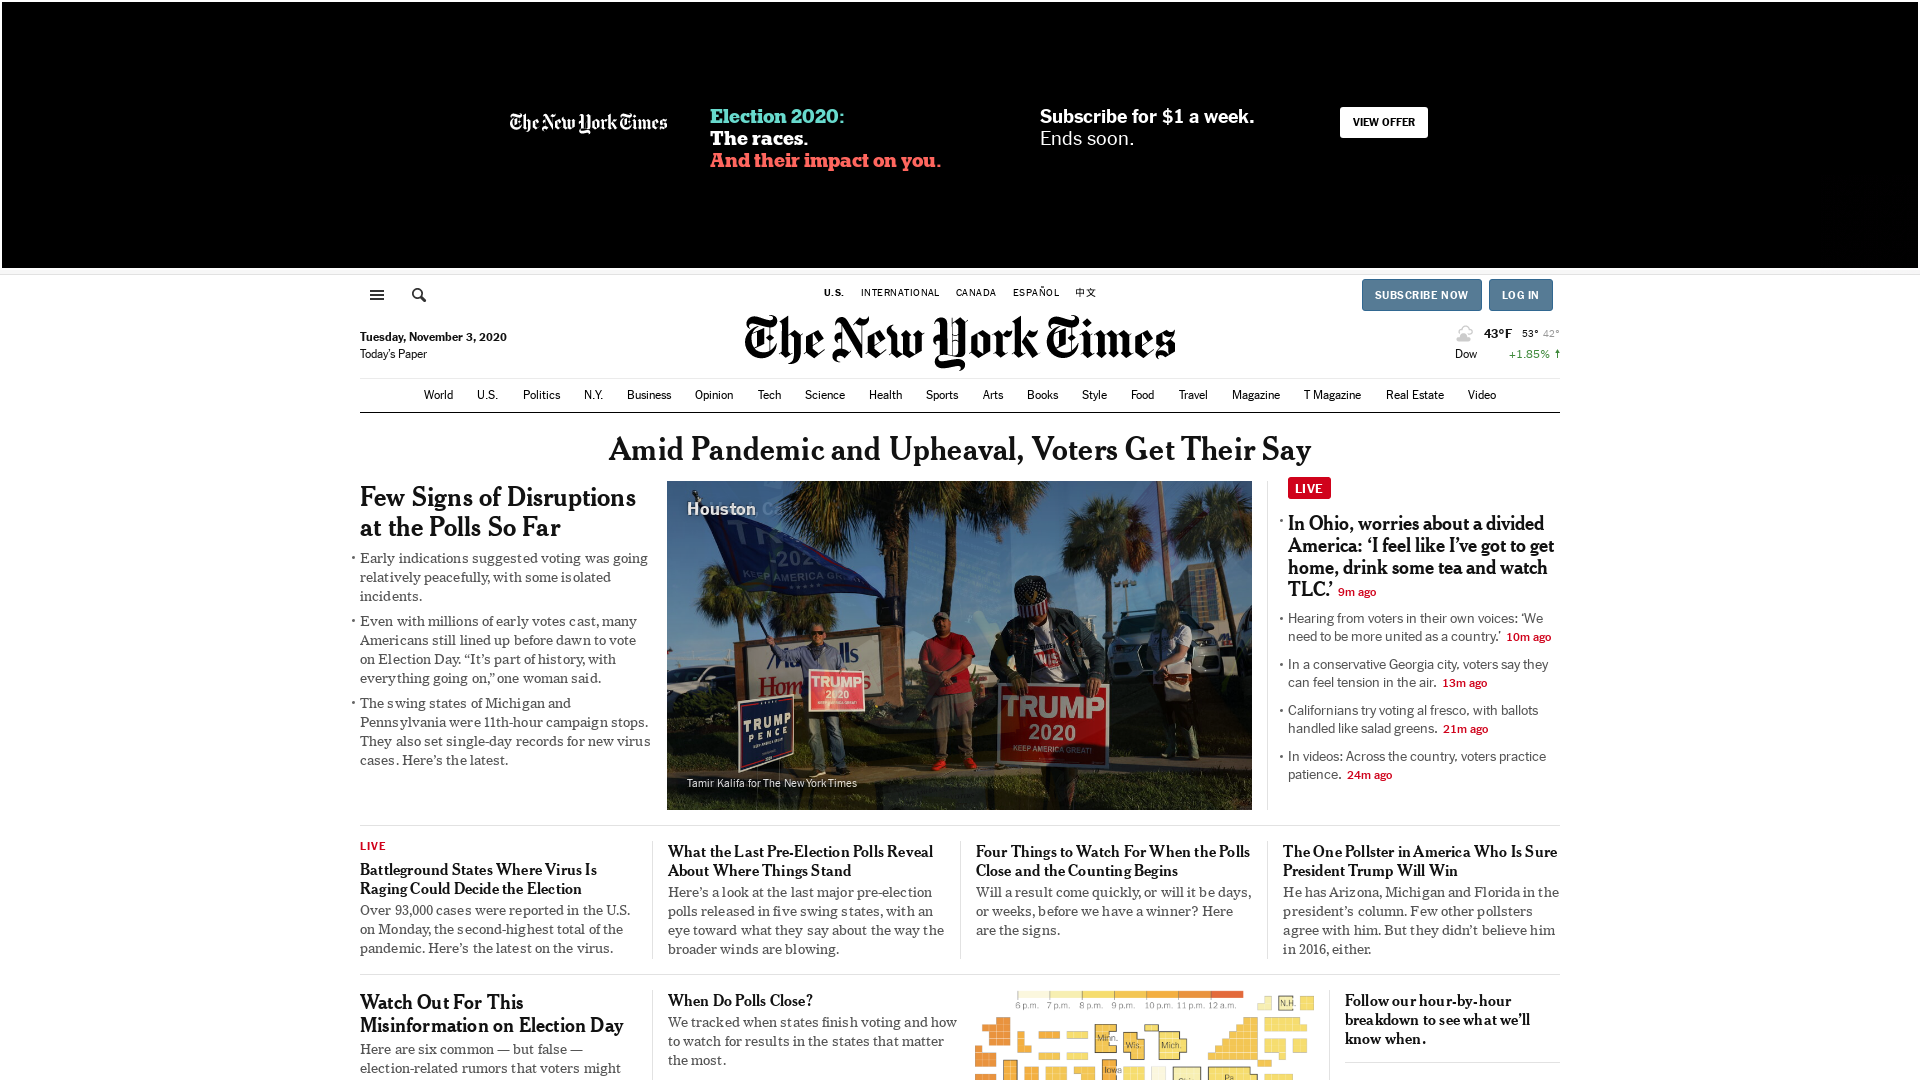 The New York Times
Election 2020:
The races.
And their impact on you.
Subscribe for $1 a week.
Ends soon.
VIEW OFFER
U.S. INTERNATIONAL CANADA ESPAÑOL 中文
SUBSCRIBE NOW LOG IN
Tuesday, November 3, 2020
Today's Paper
The New York Times
43°F 53° 42°
Dow +1.85%
World U.S. Politics N.Y. Business Opinion Tech Science Health Sports Arts Books Style Food Travel Magazine T Magazine Real Estate Video
Amid Pandemic and Upheaval, Voters Get Their Say
Few Signs of Disruptions
at the Polls So Far
Early indications suggested voting was going
relatively peacefully, with some isolated
incidents.
Even with millions of early votes cast, many
Americans still lined up before dawn to vote
on Election Day. “It’s part of history, with
everything going on,” one woman said.
The swing states of Michigan and
Pennsylvania were 11th-hour campaign stops.
They also set single-day records for new virus
cases. Here’s the latest.
Houston
KEEP AMERICA
TRUMP
2020
TRUMP
PENCE
TRUMP
2020
KEEP AMERICA GREAT!
Tamir Kalifa for The New York Times
LIVE
In Ohio, worries about a divided
America: ‘I feel like I’ve got to get
home, drink some tea and watch
TLC.’ 9m ago
Hearing from voters in their own voices: ‘We
need to be more united as a country.’ 10m ago
In a conservative Georgia city, voters say they
can feel tension in the air. 13m ago
Californians try voting al fresco, with ballots
handled like salad greens. 21m ago
In videos: Across the country, voters practice
patience. 24m ago
LIVE
Battleground States Where Virus Is
Raging Could Decide the Election
Over 93,000 cases were reported in the U.S.
on Monday, the second-highest total of the
pandemic. Here’s the latest on the virus.
What the Last Pre-Election Polls Reveal
About Where Things Stand
Here’s a look at the last major pre-election
polls released in five swing states, with an
eye toward what they say about the way the
broader winds are blowing.
Four Things to Watch For When the Polls
Close and the Counting Begins
Will a result come quickly, or will it be days,
or weeks, before we have a winner? Here
are the signs.
The One Pollster in America Who Is Sure
President Trump Will Win
He has Arizona, Michigan and Florida in the
president’s column. Few other pollsters
agree with him. But they didn’t believe him
in 2016, either.
Watch Out For This
Misinformation on Election Day
Here are six common — but false —
election-related rumors that voters might
When Do Polls Close?
We tracked when states finish voting and how
to watch for results in the states that matter
the most.
6 p.m. 7 p.m. 8 p.m. 9 p.m. 10 p.m. 11 p.m. 12 a.m.
N.H.
Minn.
Wis.
Mich.
Iowa
Pa.
Follow our hour-by-hour
breakdown to see what we’ll
know when.